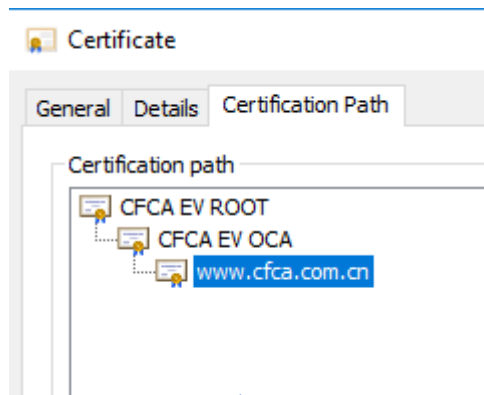 Certificate
General Details Certification Path
Certification path
CFCA EV ROOT
CFCA EV OCA
www.cfca.com.cn